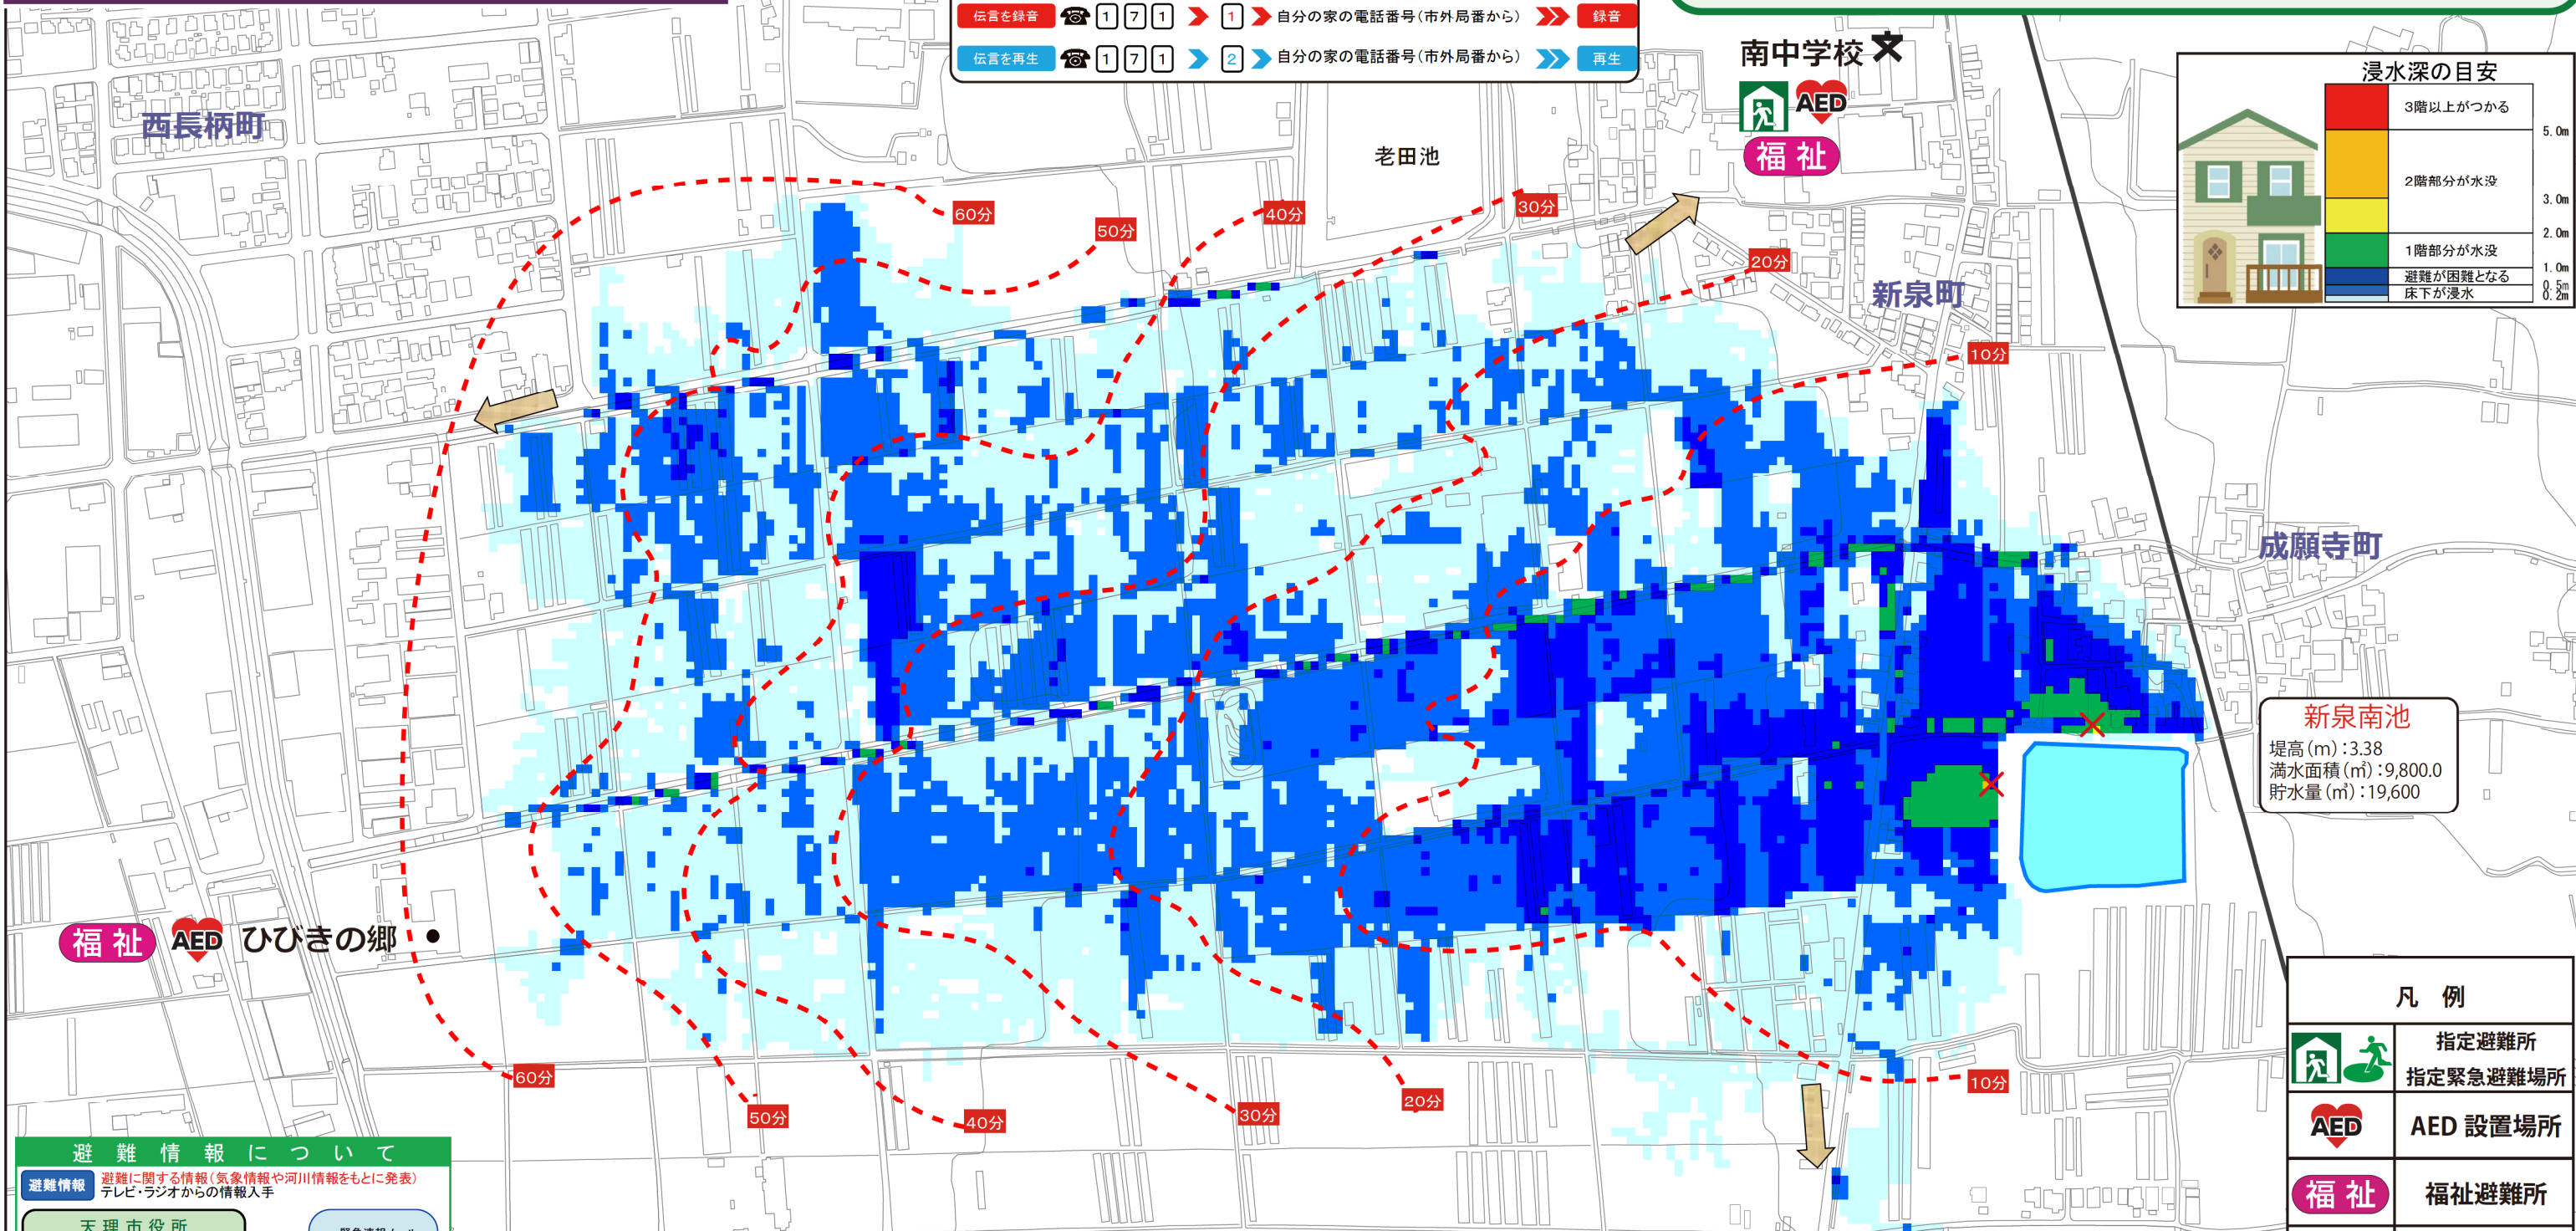 伝言を録音 ☎ 1 7 1 1 自分の家の電話番号（市外局番から） 録音
伝言を再生 ☎ 1 7 1 2 自分の家の電話番号（市外局番から） 再生
南中学校
AED
福祉
西長柄町
老田池
浸水深の目安
3階以上がつかる
5.0m
2階部分が水没
3.0m
2.0m
1階部分が水没
1.0m
避難が困難となる
0.5m
床下が浸水
0.2m
60分
50分
40分
30分
20分
新泉町
10分
成願寺町
新泉南池
堤高（m）：3.38
満水面積（㎡）：9,800.0
貯水量（㎥）：19,600
福祉 AED ひびきの郷
60分
50分
40分
30分
20分
10分
凡 例
指定避難所
指定緊急避難場所
AED AED 設置場所
福祉 福祉避難所
避難情報について
避難情報
避難に関する情報（気象情報や河川情報をもとに発表）
テレビ・ラジオからの情報入手
天理市役所